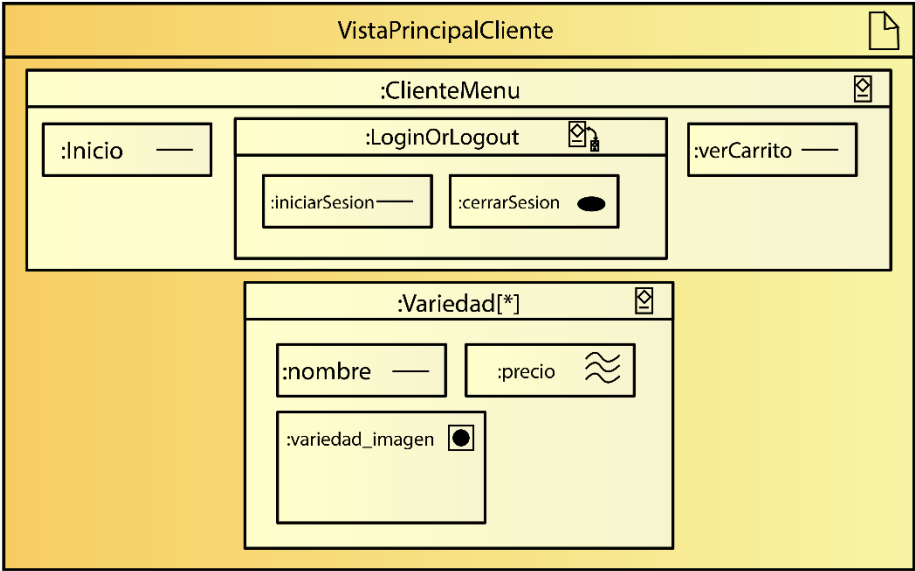 VistaPrincipalCliente
:ClienteMenu
:Inicio
:LoginOrLogout
:iniciarSesion
:cerrarSesion
:verCarrito
:Variedad[*]
:nombre
:precio
:variedad_imagen